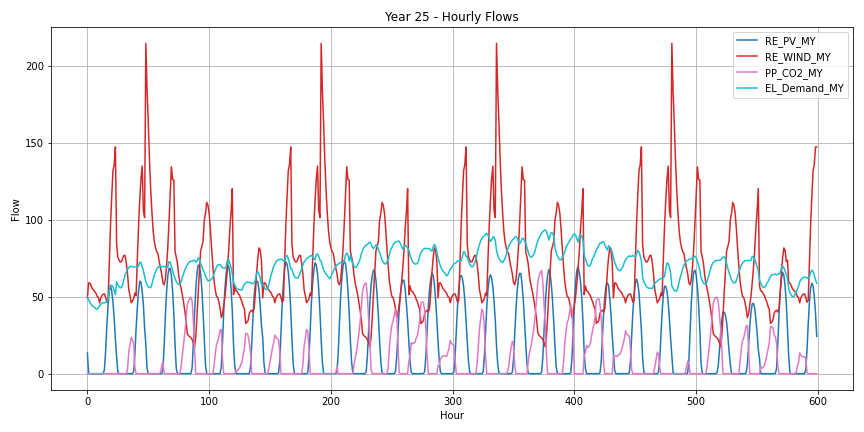 Year 25 - Hourly Flows
RE_PV_MY
RE_WIND_MY
PP_CO2_MY
EL_Demand_MY
Flow
200
150
100
50
0
0 100 200 300 400 500 600
Hour